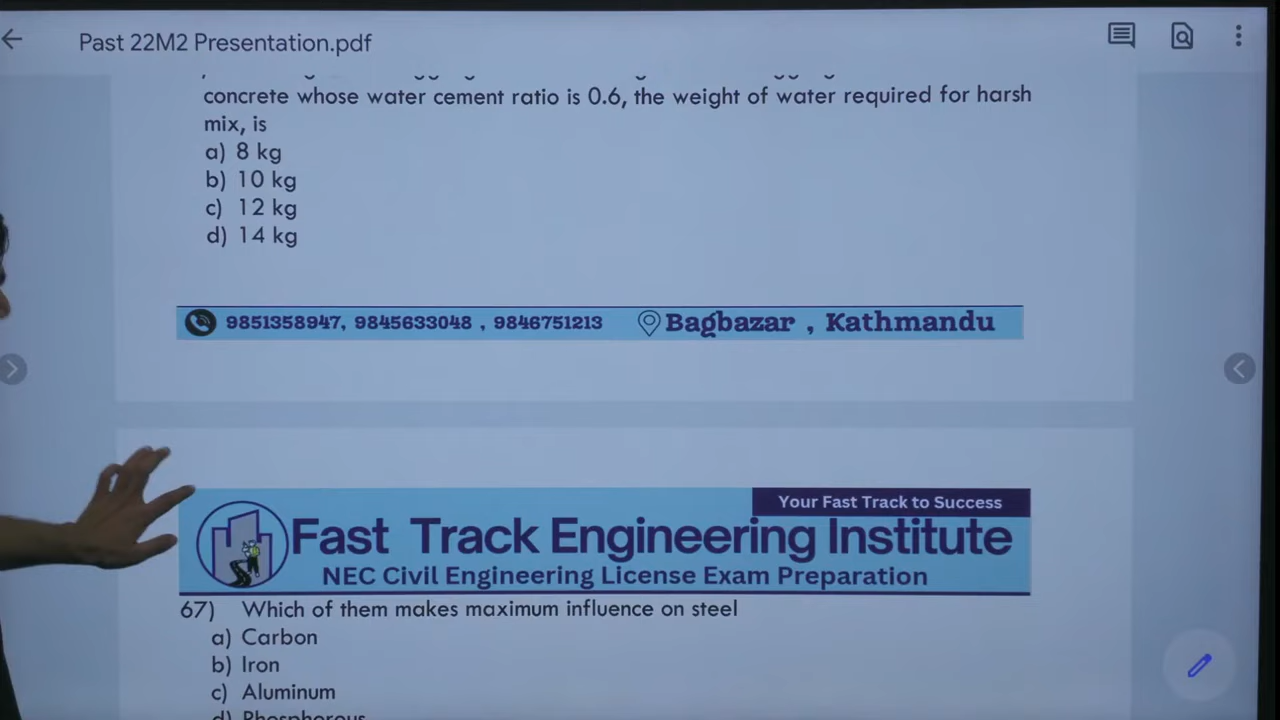 Past 22M2 Presentation.pdf
concrete whose water cement ratio is 0.6, the weight of water required for harsh
mix, is
a) 8 kg
b) 10 kg
c) 12 kg
d) 14 kg
9851358947, 9845633048 , 9846751213 Bagbazar , Kathmandu
Your Fast Track to Success
Fast Track Engineering Institute
NEC Civil Engineering License Exam Preparation
67) Which of them makes maximum influence on steel
a) Carbon
b) Iron
c) Aluminum
d) Phosphorous